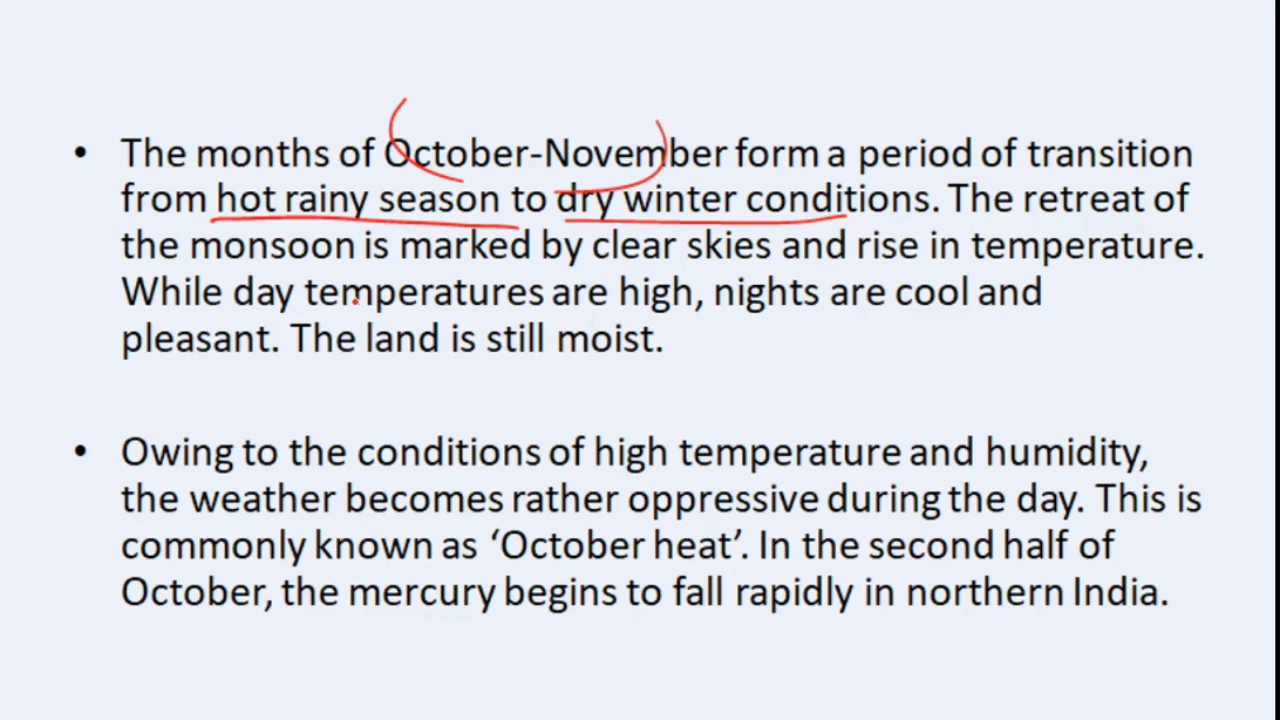 • The months of October-November form a period of transition
from hot rainy season to dry winter conditions. The retreat of
the monsoon is marked by clear skies and rise in temperature.
While day temperatures are high, nights are cool and
pleasant. The land is still moist.
• Owing to the conditions of high temperature and humidity,
the weather becomes rather oppressive during the day. This is
commonly known as ‘October heat’. In the second half of
October, the mercury begins to fall rapidly in northern India.